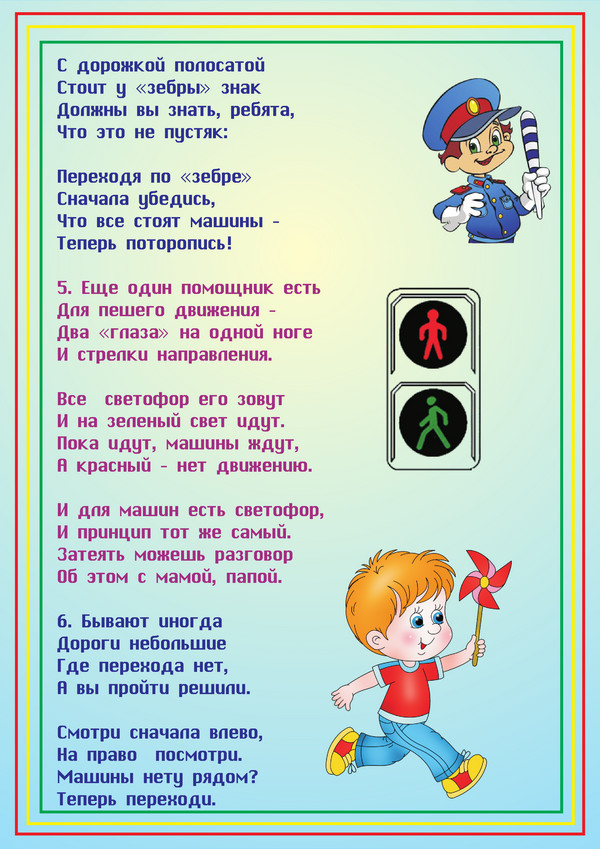 С дорожкой полосатой
Стоит у «зебры» знак
Должны вы знать, ребята,
Что это не пустяк:
Переходя по «зебре»
Сначала убедись,
Что все стоят машины -
Теперь поторопись!
5. Еще один помощник есть
Для пешего движения -
Два «глаза» на одной ноге
И стрелки направления.
Все светофор его зовут
И на зеленый свет идут.
Пока идут, машины ждут,
А красный - нет движению.
И для машин есть светофор,
И принцип тот же самый.
Затеять можешь разговор
Об этом с мамой, папой.
6. Бывают иногда
Дороги небольшие
Где перехода нет,
А вы пройти решили.
Смотри сначала влево,
На право посмотри.
Машины нету рядом?
Теперь переходи.